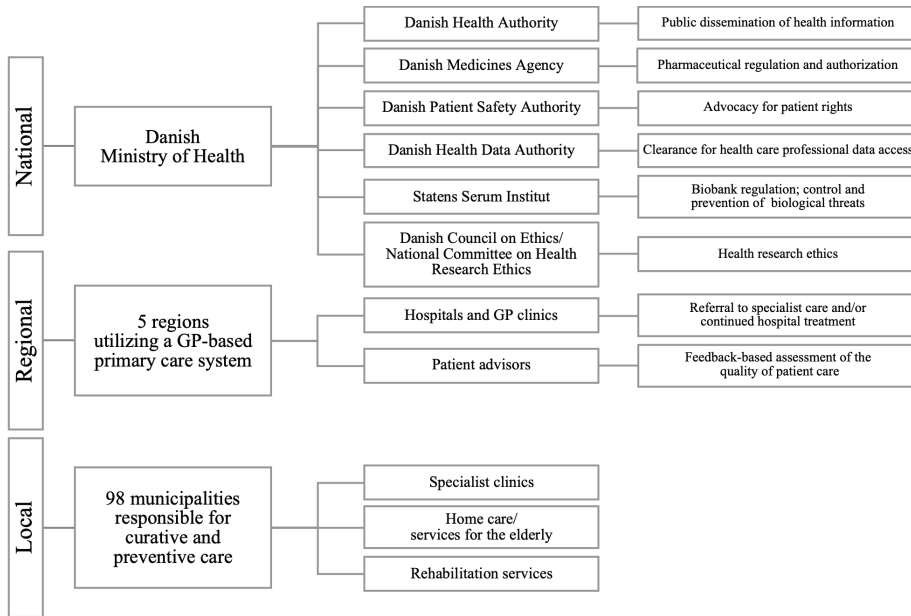 National
Danish
Ministry of Health
Danish Health Authority
Public dissemination of health information
Danish Medicines Agency
Pharmaceutical regulation and authorization
Danish Patient Safety Authority
Advocacy for patient rights
Danish Health Data Authority
Clearance for health care professional data access
Statens Serum Institut
Biobank regulation; control and
prevention of biological threats
Danish Council on Ethics/
National Committee on Health
Research Ethics
Health research ethics
Regional
5 regions
utilizing a GP-based
primary care system
Hospitals and GP clinics
Referral to specialist care and/or
continued hospital treatment
Patient advisors
Feedback-based assessment of the
quality of patient care
Local
98 municipalities
responsible for
curative and
preventive care
Specialist clinics
Home care/
services for the elderly
Rehabilitation services